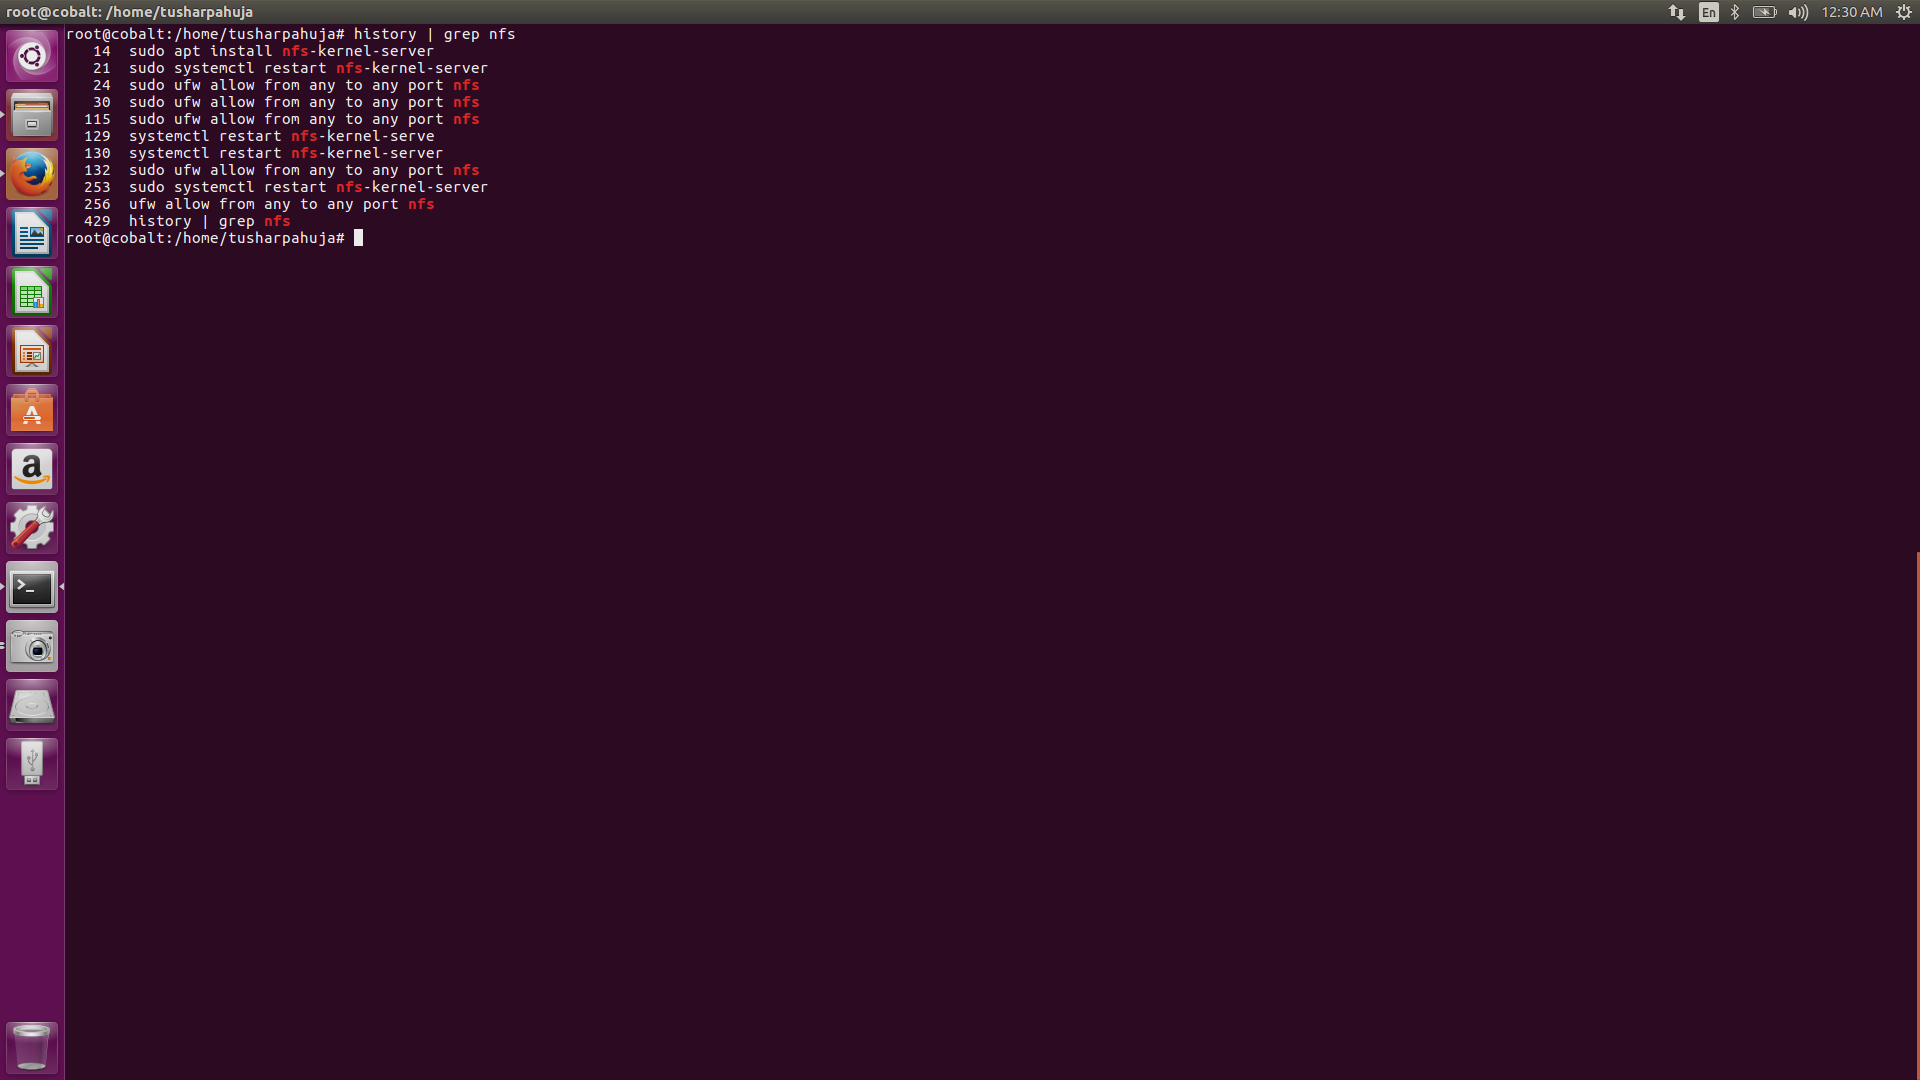 root@cobalt: /home/tusharpahuja
En
12:30 AM
root@cobalt:/home/tusharpahuja# history | grep nfs
   14  sudo apt install nfs-kernel-server
   21  sudo systemctl restart nfs-kernel-server
   24  sudo ufw allow from any to any port nfs
   30  sudo ufw allow from any to any port nfs
  115  sudo ufw allow from any to any port nfs
  129  systemctl restart nfs-kernel-serve
  130  systemctl restart nfs-kernel-server
  132  sudo ufw allow from any to any port nfs
  253  sudo systemctl restart nfs-kernel-server
  256  ufw allow from any to any port nfs
  429  history | grep nfs
root@cobalt:/home/tusharpahuja#